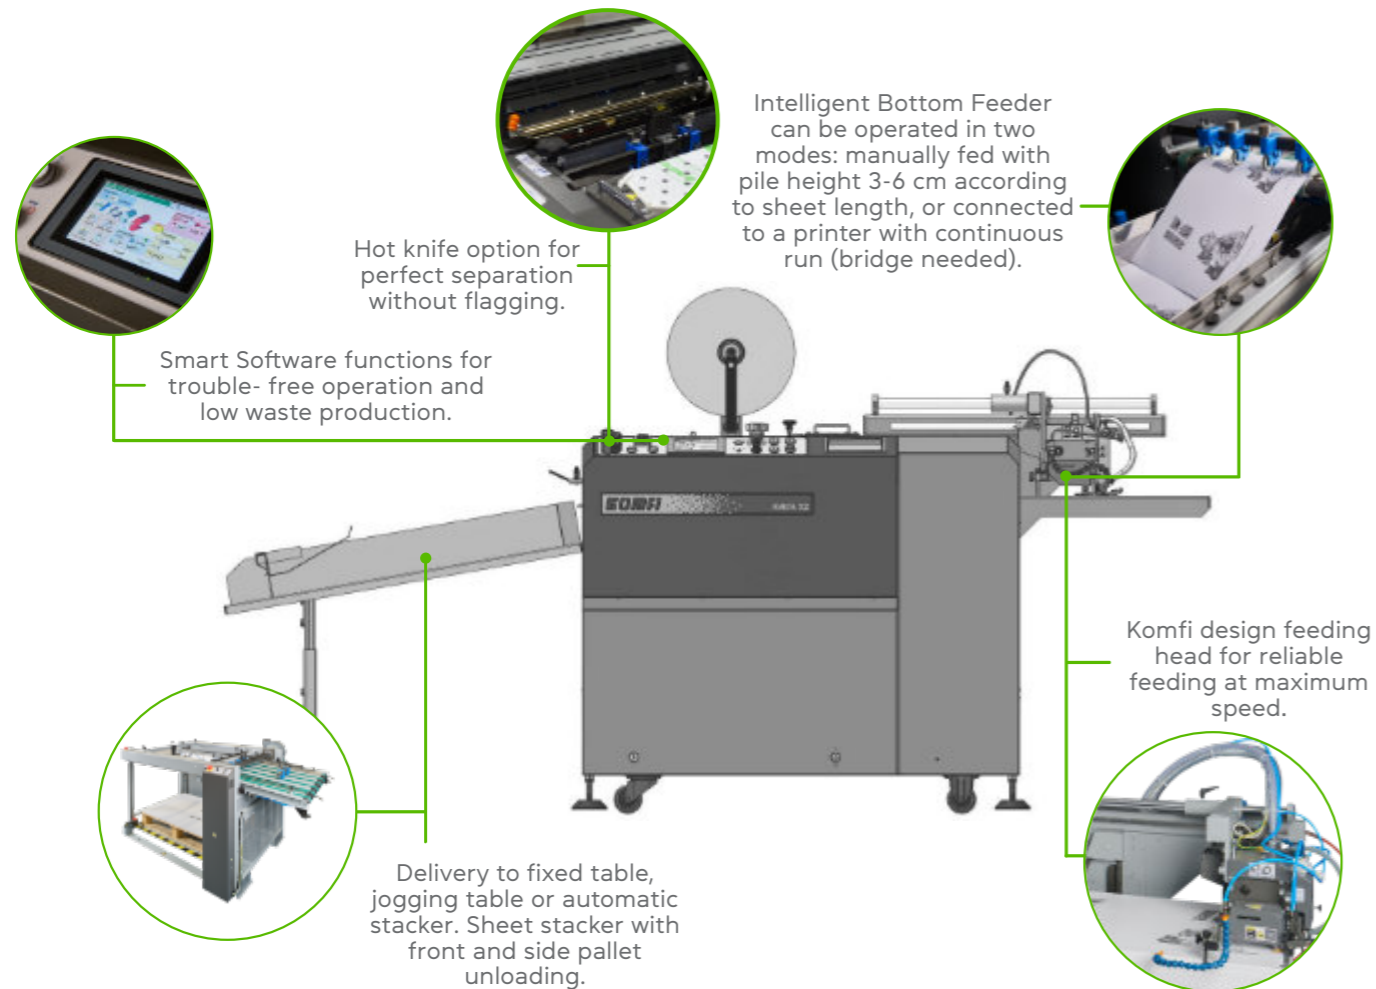 Intelligent Bottom Feeder
can be operated in two
modes: manually fed with
pile height 3-6 cm according
to sheet length, or connected
to a printer with continuous
run (bridge needed).
Hot knife option for
perfect separation
without flagging.
Smart Software functions for
trouble- free operation and
low waste production.
KOMFI
Komfi design feeding
head for reliable
feeding at maximum
speed.
Delivery to fixed table,
jogging table or automatic
stacker. Sheet stacker with
front and side pallet
unloading.